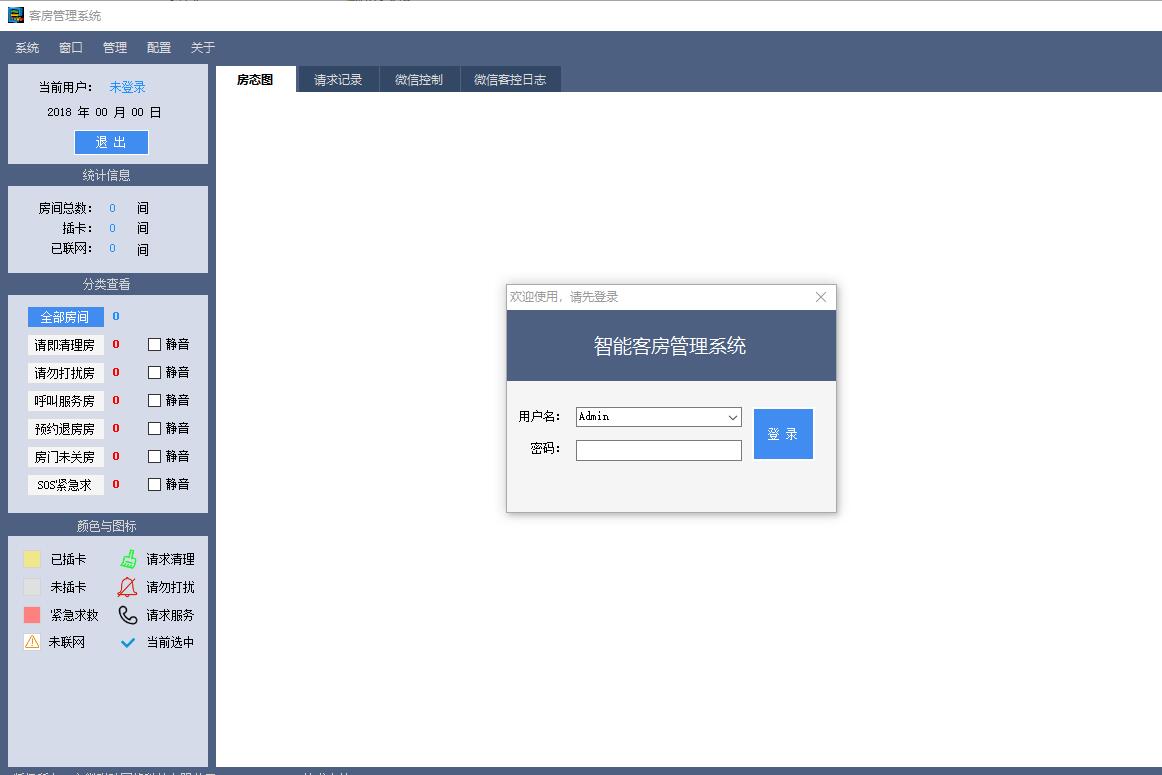 客房管理系统
系统 窗口 管理 配置 关于
当前用户： 未登录
2018 年 00 月 00 日
退 出
统计信息
房间总数： 0 间
插卡： 0 间
已联网： 0 间
分类查看
全部房间 0
请即清理房 0 静音
请勿打扰房 0 静音
呼叫服务房 0 静音
预约退房房 0 静音
房门未关房 0 静音
SOS紧急求 0 静音
颜色与图标
已插卡 请求清理
未插卡 请勿打扰
紧急求数 请求服务
未联网 当前选中
房态图 请求记录 微信控制 微信客控日志
欢迎使用，请先登录
智能客房管理系统
用户名： Admin
密码：
登 录